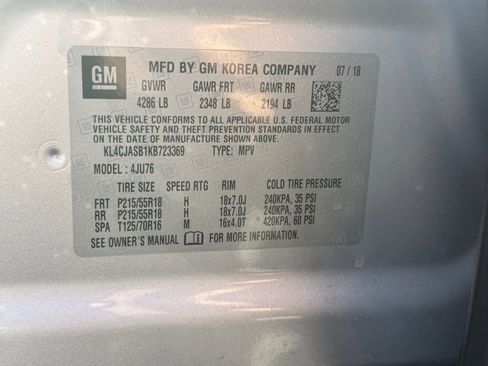 GM
MFD BY GM KOREA COMPANY 07 / 18
GVWR GAWR FRT GAWR RR
4286 LB 2348 LB 2194 LB
THIS VEHICLE CONFORMS TO ALL APPLICABLE U.S. FEDERAL MOTOR
VEHICLE SAFETY AND THEFT PREVENTION STANDARDS IN
EFFECT ON THE DATE OF MANUFACTURE SHOWN ABOVE.
KL4CJASB1KB723369 TYPE: MPV
MODEL : 4JU76
TIRE SIZE SPEED RTG RIM COLD TIRE PRESSURE
FRT P215/55R18 H 18x7.0J 240KPA, 35 PSI
RR P215/55R18 H 18x7.0J 240KPA, 35 PSI
SPA T125/70R16 M 16x4.0T 420KPA, 60 PSI
SEE OWNER'S MANUAL FOR MORE INFORMATION.